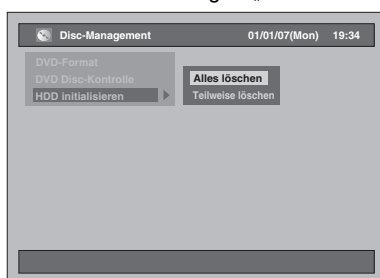 Disc-Management 01/01/07(Mon) 19:34
DVD-Format
DVD Disc-Kontrolle
HDD initialisieren
Alles löschen
Teilweise löschen